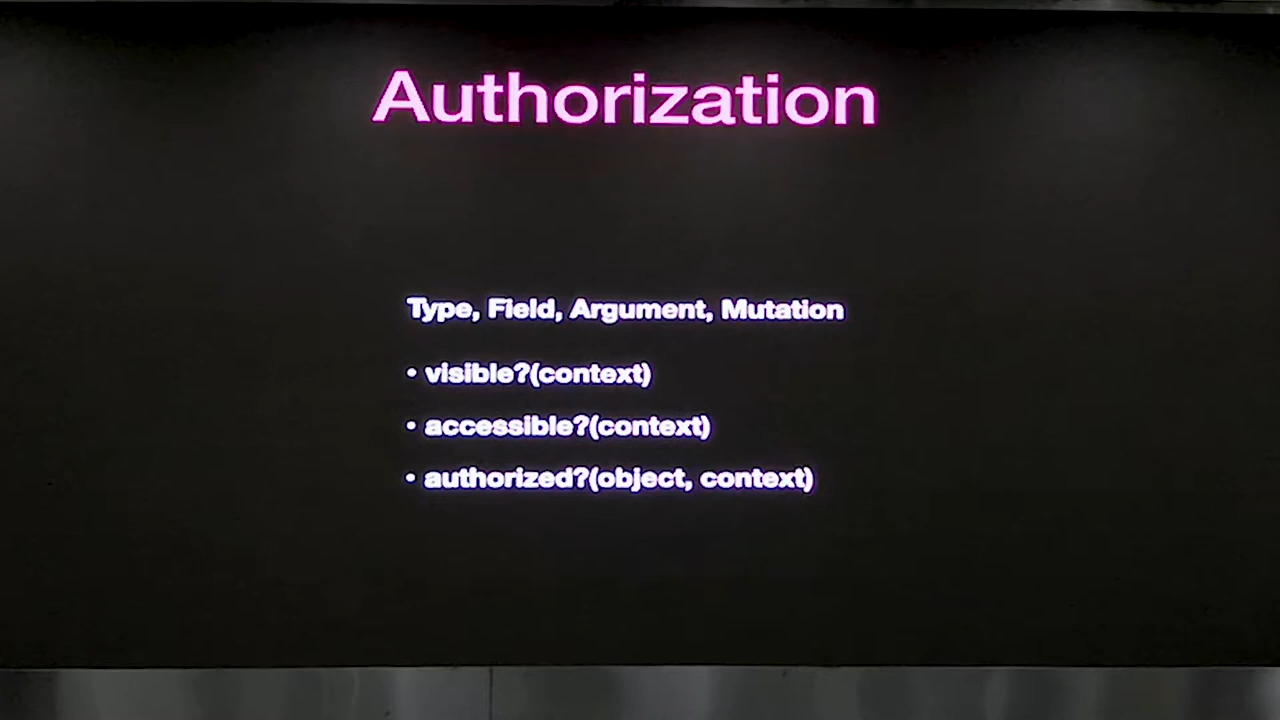 Authorization
Type, Field, Argument, Mutation
• visible?(context)
• accessible?(context)
• authorized?(object, context)